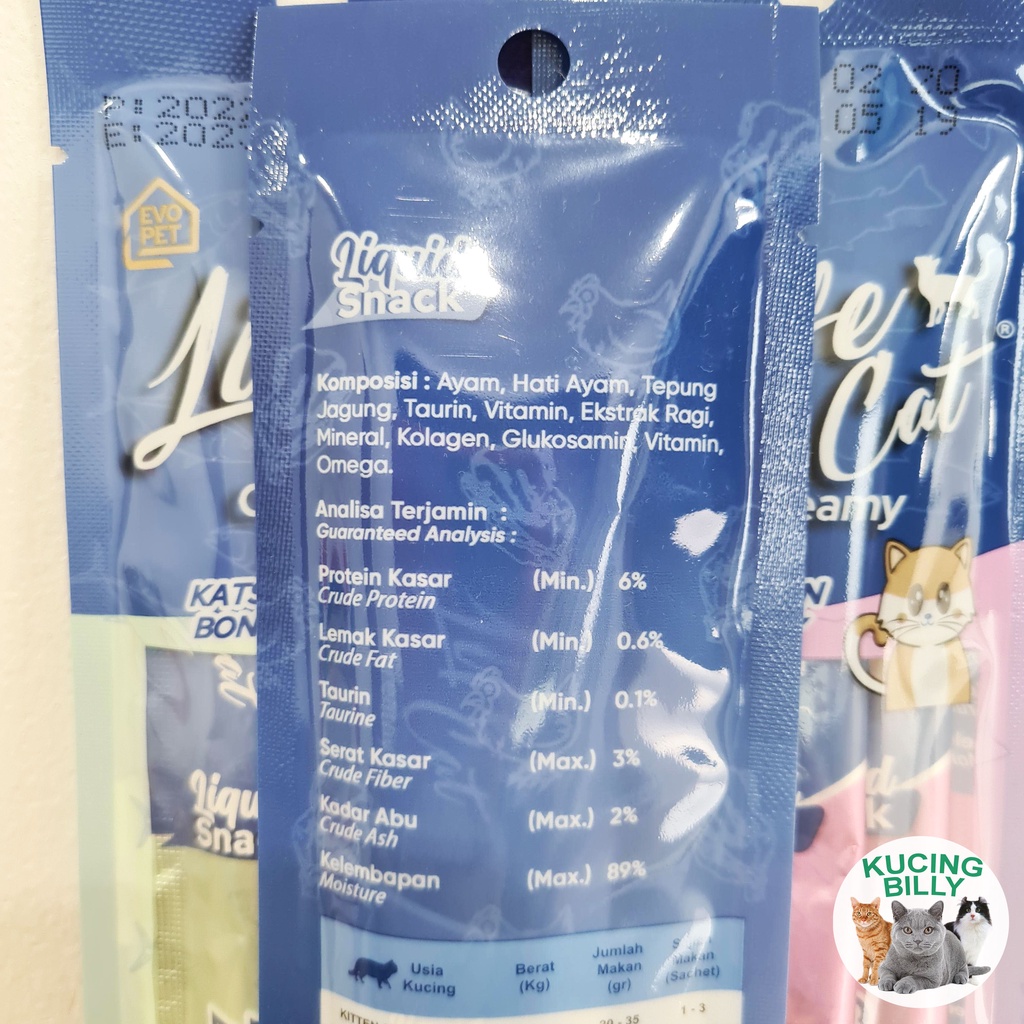 EVO
PET
Liquid
Snack
Komposisi : Ayam, Hati Ayam, Tepung
Jagung, Taurin, Vitamin, Ekstrak Ragi,
Mineral, Kolagen, Glukosamin, Vitamin,
Omega.
Analisa Terjamin :
Guaranteed Analysis :
Protein Kasar (Min.) 6%
Crude Protein
Lemak Kasar (Min.) 0.6%
Crude Fat
Taurin (Min.) 0.1%
Taurine
Serat Kasar (Max.) 3%
Crude Fiber
Kadar Abu (Max.) 2%
Crude Ash
Kelembapan (Max.) 89%
Moisture
Usia
Kucing
Berat
(Kg)
Jumlah
Makan
(gr)
Makan
(Sachet)
KITTEN
20 - 35
1 - 3
02 20
05 19
Cat
®
KUCING
BILLY